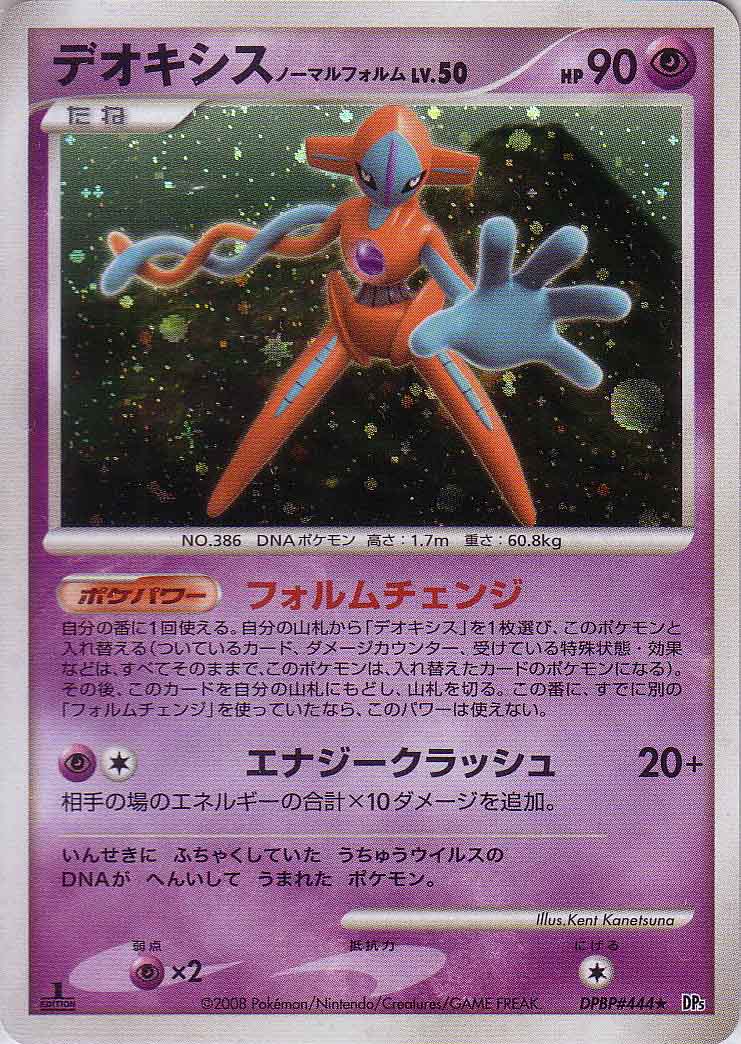 デオキシス ノーマルフォルム LV.50 HP 90
たね
NO.386 DNAポケモン 高さ:1.7m 重さ:60.8kg
ポケパワー フォルムチェンジ
自分の番に1回使える。自分の山札から「デオキシス」を1枚選び、このポケモンと
入れ替える(ついているカード、ダメージカウンター、受けている特殊状態・効果
などは、すべてそのままで、このポケモンは、入れ替えたカードのポケモンになる)。
その後、このカードを自分の山札にもどし、山札を切る。この番に、すでに別の
「フォルムチェンジ」を使っていたなら、このパワーは使えない。
エナジークラッシュ 20+
相手の場のエネルギーの合計×10ダメージを追加。
いんせきに ふちゃくしていた うちゅうウイルスの
DNAが へんいして うまれた ポケモン。
Illus.Kent Kanetsuna
弱点 抵抗力 にげる
×2
1 EDITION ©2008 Pokémon/Nintendo/Creatures/GAME FREAK. DPBP#444★ DP5